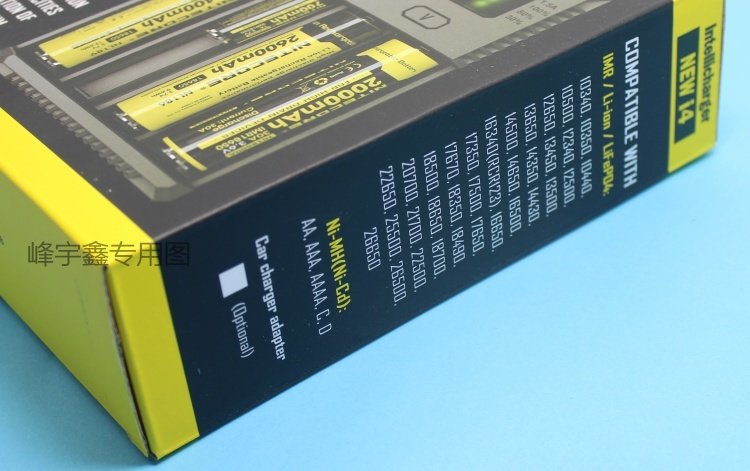 Intellicharger
NEW i4
COMPATIBLE WITH
IMR / Li-ion / LiFePO4:
10340, 10350, 10440,
10500, 12340, 12500,
12650, 13450, 13500,
13650, 14350, 14430,
14500, 14650, 16500,
16340(RCR123), 16650,
17350, 17500, 17650,
17670, 18350, 18490,
18500, 18650, 18700,
20700, 21700, 22500,
22650, 25500, 26500,
26650
Ni-MH(Ni-Cd):
AA, AAA, AAAA, C, D
Car charger adapter
(Optional)
2600mAh
NITECORE
2000mAh
IMR18650
V
峰宇鑫专用图